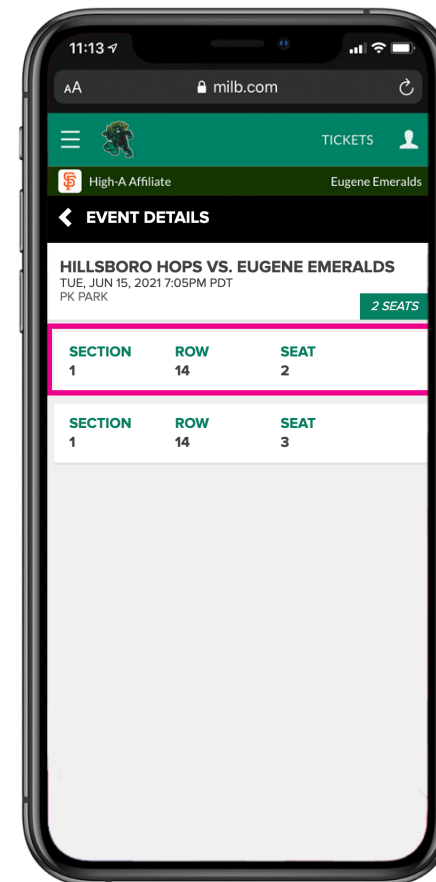 11:13
AA milb.com
TICKETS
SF High-A Affiliate Eugene Emeralds
EVENT DETAILS
HILLSBORO HOPS VS. EUGENE EMERALDS
TUE, JUN 15, 2021 7:05PM PDT
PK PARK
2 SEATS
SECTION ROW SEAT
1 14 2
SECTION ROW SEAT
1 14 3